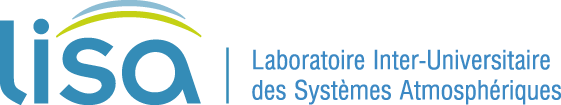 lisa
Laboratoire Inter-Universitaire
des Systèmes Atmosphériques